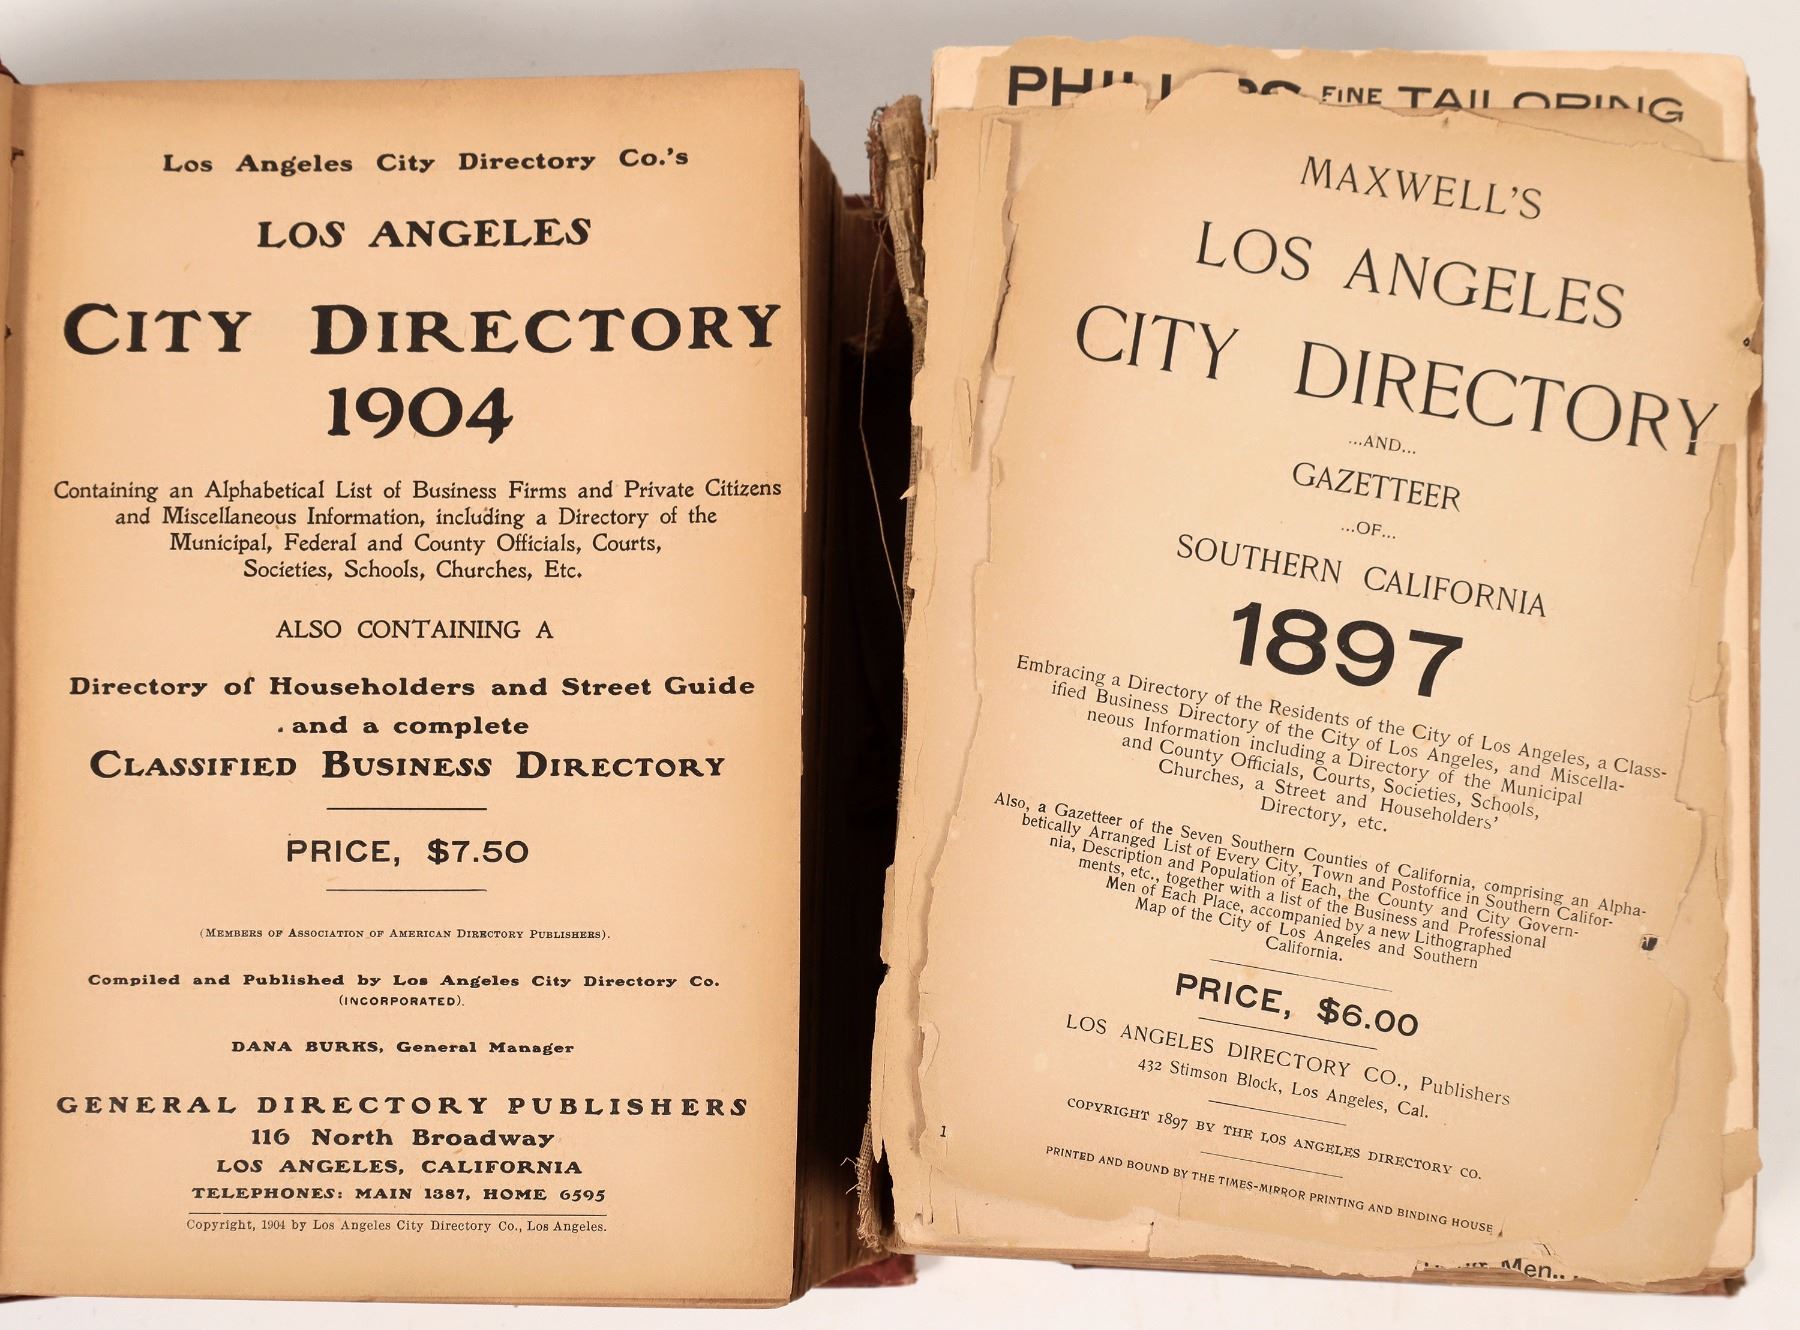 Los Angeles City Directory Co.'s
LOS ANGELES
CITY DIRECTORY
1904
Containing an Alphabetical List of Business Firms and Private Citizens
and Miscellaneous Information, including a Directory of the
Municipal, Federal and County Officials, Courts,
Societies, Schools, Churches, Etc.
ALSO CONTAINING A
Directory of Householders and Street Guide
. and a complete
CLASSIFIED BUSINESS DIRECTORY
PRICE, $7.50
(MEMBERS OF ASSOCIATION OF AMERICAN DIRECTORY PUBLISHERS).
Compiled and Published by Los Angeles City Directory Co.
(INCORPORATED).
DANA BURKS, General Manager
GENERAL DIRECTORY PUBLISHERS
116 North Broadway
LOS ANGELES, CALIFORNIA
TELEPHONES: MAIN 1387, HOME 6595
Copyright, 1904 by Los Angeles City Directory Co., Los Angeles.
PHILLIPS FINE TAILORING
MAXWELL'S
LOS ANGELES
CITY DIRECTORY
...AND...
GAZETTEER
...OF...
SOUTHERN CALIFORNIA
1897
Embracing a Directory of the Residents of the City of Los Angeles, a Class-
ified Business Directory of the City of Los Angeles, and Miscella-
neous Information including a Directory of the Municipal
and County Officials, Courts, Societies, Schools,
Churches, a Street and Householders'
Directory, etc.
Also, a Gazetteer of the Seven Southern Counties of California, comprising an Alpha-
betically Arranged List of Every City, Town and Postoffice in Southern Califor-
nia, Description and Population of Each, the County and City Govern-
ments, etc., together with a list of the Business and Professional
Men of Each Place, accompanied by a new Lithographed
Map of the City of Los Angeles and Southern
California.
PRICE, $6.00
LOS ANGELES DIRECTORY CO., Publishers
432 Stimson Block, Los Angeles, Cal.
COPYRIGHT 1897 BY THE LOS ANGELES DIRECTORY CO.
1
PRINTED AND BOUND BY THE TIMES-MIRROR PRINTING AND BINDING HOUSE
Men..